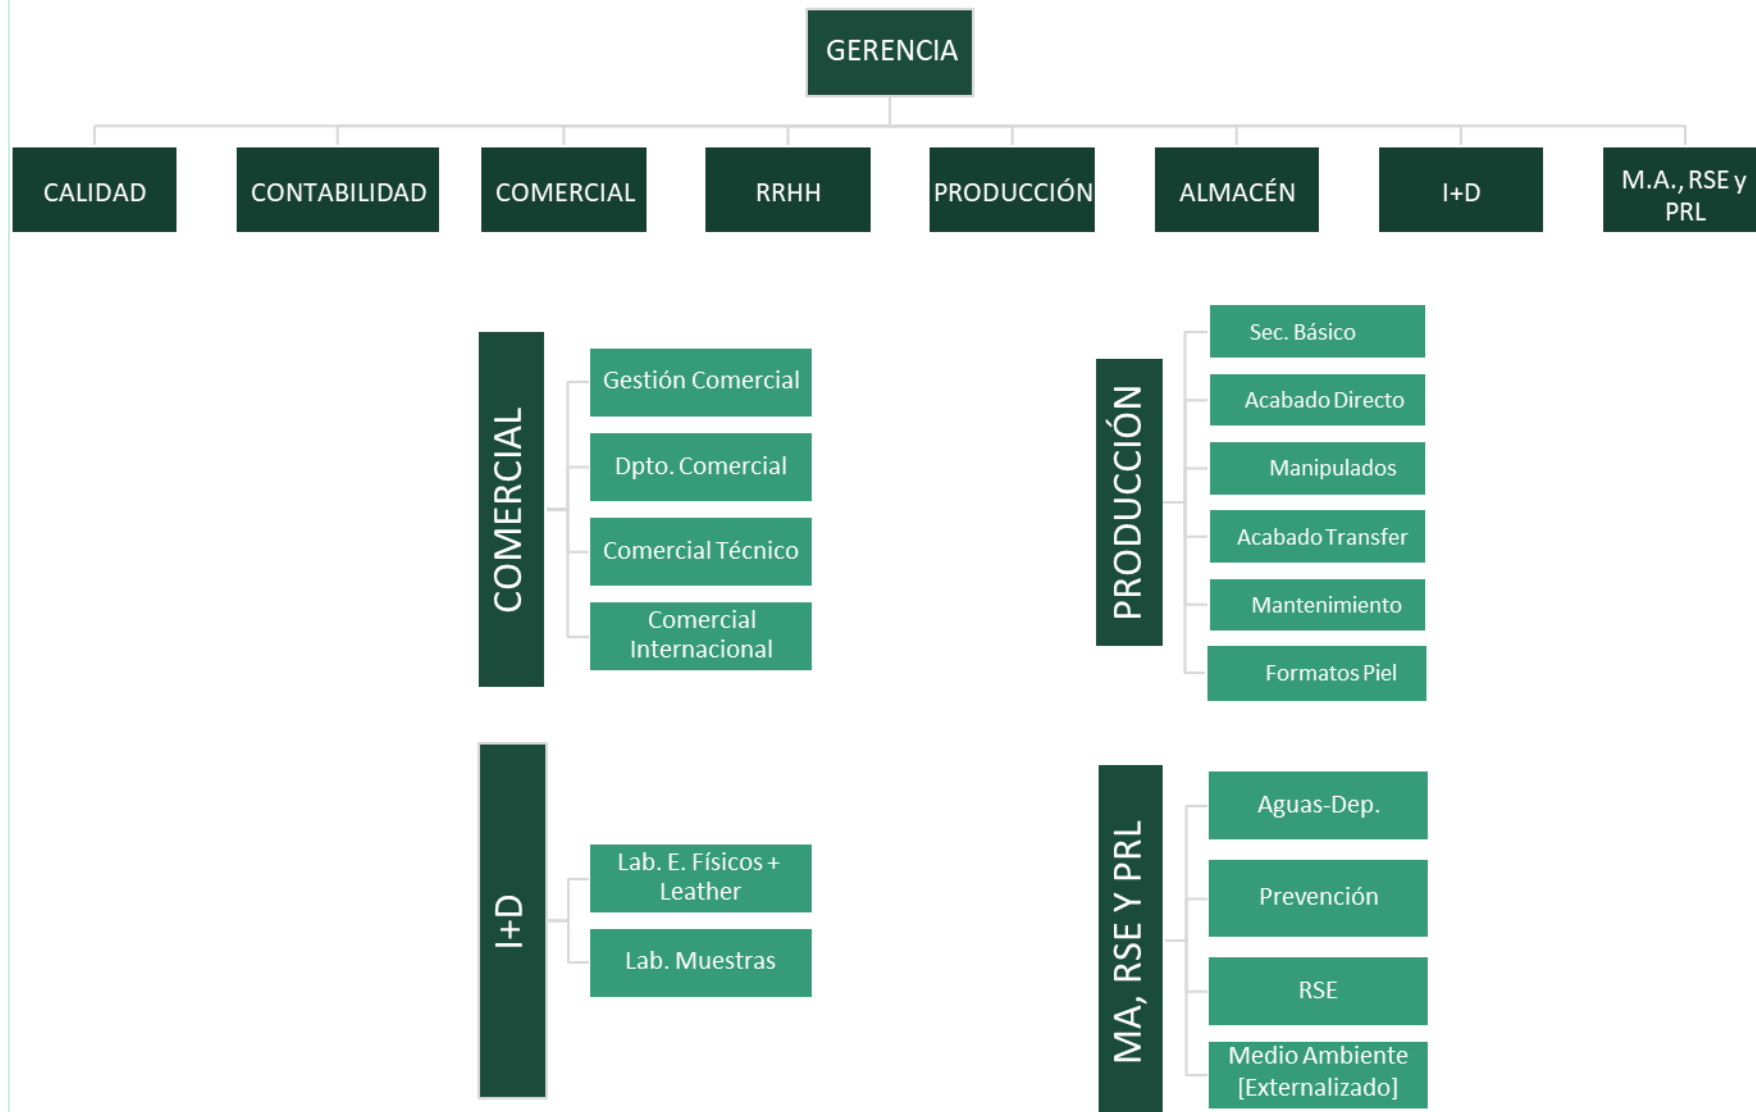 GERENCIA
CALIDAD
CONTABILIDAD
COMERCIAL
RRHH
PRODUCCIÓN
ALMACÉN
I+D
M.A., RSE y
PRL
COMERCIAL
Gestión Comercial
Dpto. Comercial
Comercial Técnico
Comercial
Internacional
PRODUCCIÓN
Sec. Básico
Acabado Directo
Manipulados
Acabado Transfer
Mantenimiento
Formatos Piel
I+D
Lab. E. Físicos +
Leather
Lab. Muestras
MA, RSE Y PRL
Aguas-Dep.
Prevención
RSE
Medio Ambiente
[Externalizado]